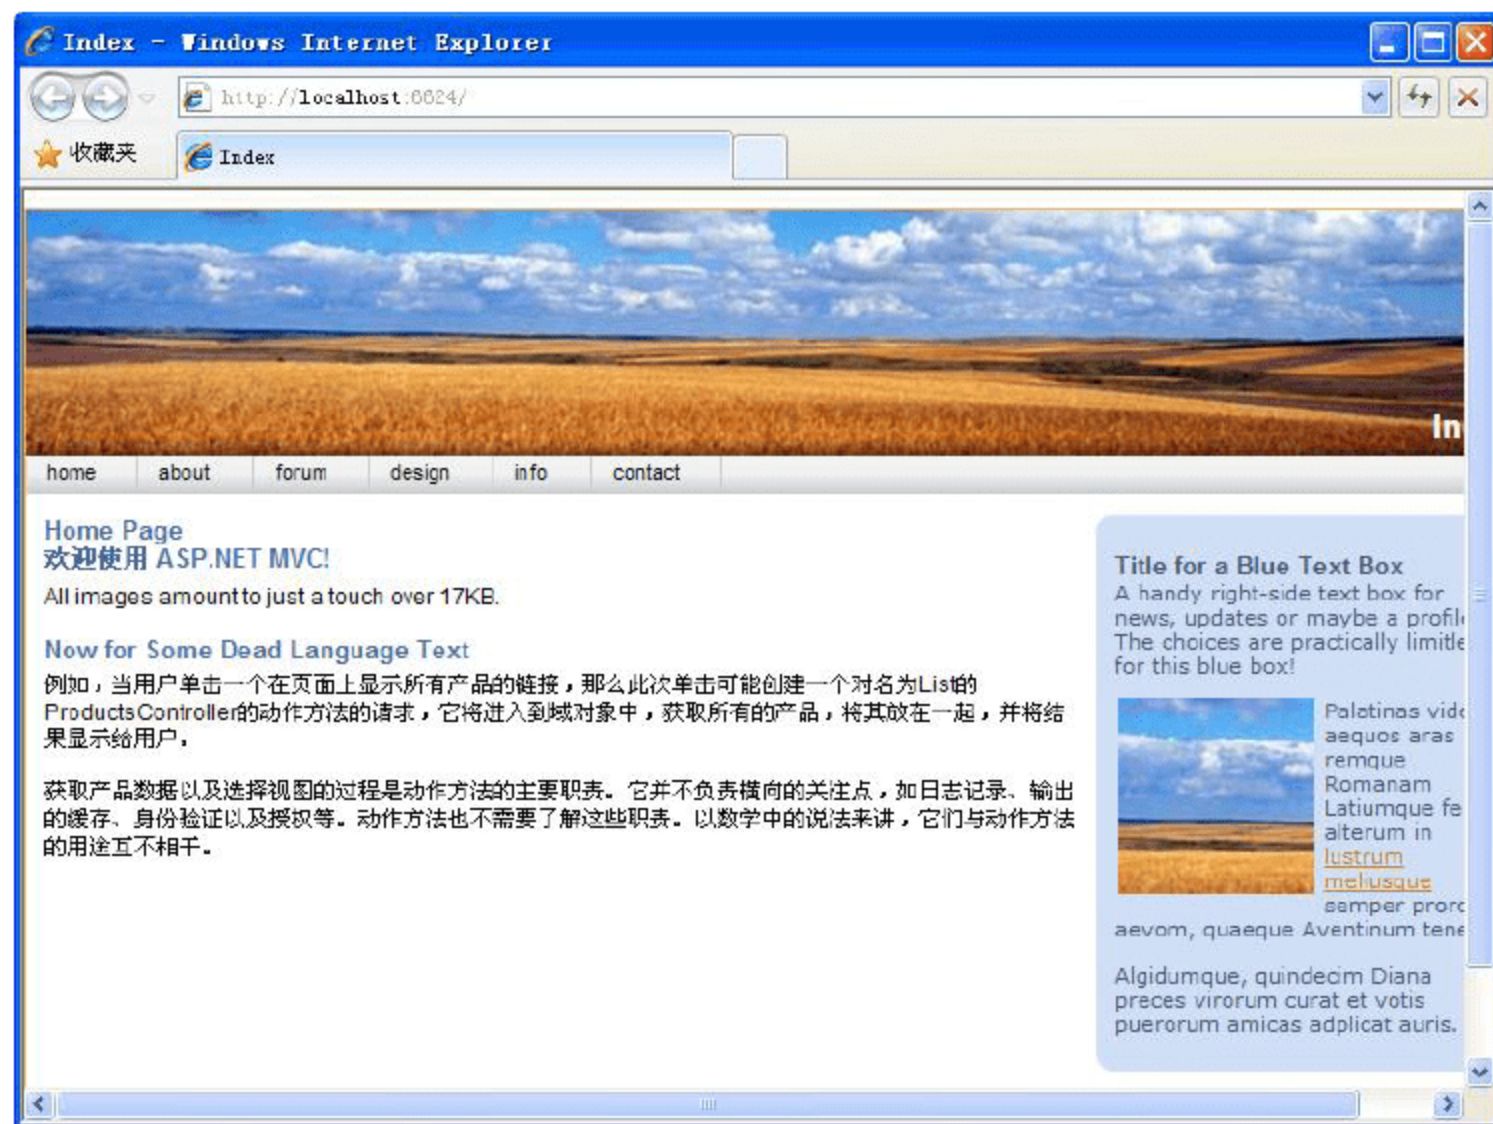 Index - Windows Internet Explorer
http://localhost:6624/
收藏夹
Index
In
home about forum design info contact
Home Page
欢迎使用 ASP.NET MVC!
All images amount to just a touch over 17KB.
Now for Some Dead Language Text
例如，当用户单击一个在页面上显示所有产品的链接，那么此次单击可能创建一个对名为List的
ProductsController的动作方法的请求，它将进入到域对象中，获取所有的产品，将其放在一起，并将结
果显示给用户。
获取产品数据以及选择视图的过程是动作方法的主要职责。它并不负责横向的关注点，如日志记录、输出
的缓存、身份验证以及授权等。动作方法也不需要了解这些职责。以数学中的说法来讲，它们与动作方法
的用途互不相干。
Title for a Blue Text Box
A handy right-side text box for
news, updates or maybe a profil
The choices are practically limitle
for this blue box!
Palatinas vid
aequos aras
remque
Romanam
Latiumque fe
alterum in
lustrum
meliusque
semper pror
aevom, quaeque Aventinum tene
Algidumque, quindecim Diana
preces virorum curat et votis
puerorum amicas adplicat auris.